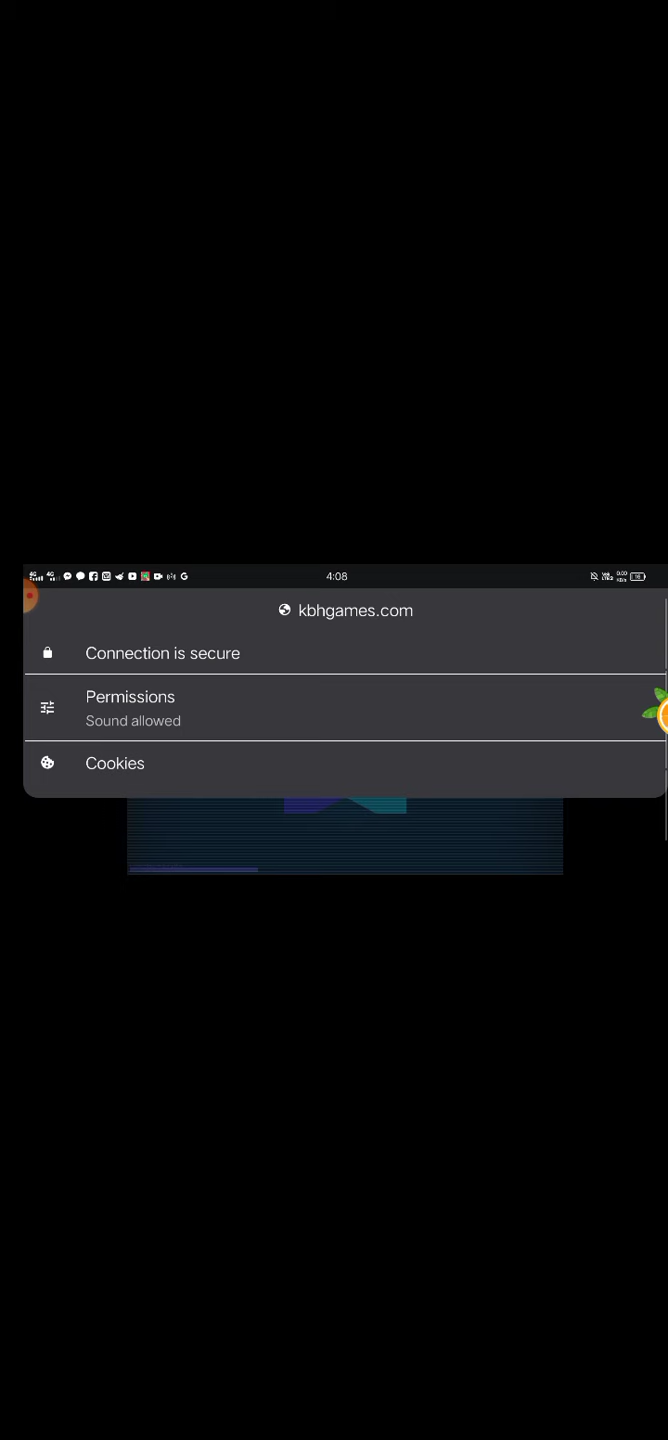 4:08
kbhgames.com
Connection is secure
Permissions
Sound allowed
Cookies